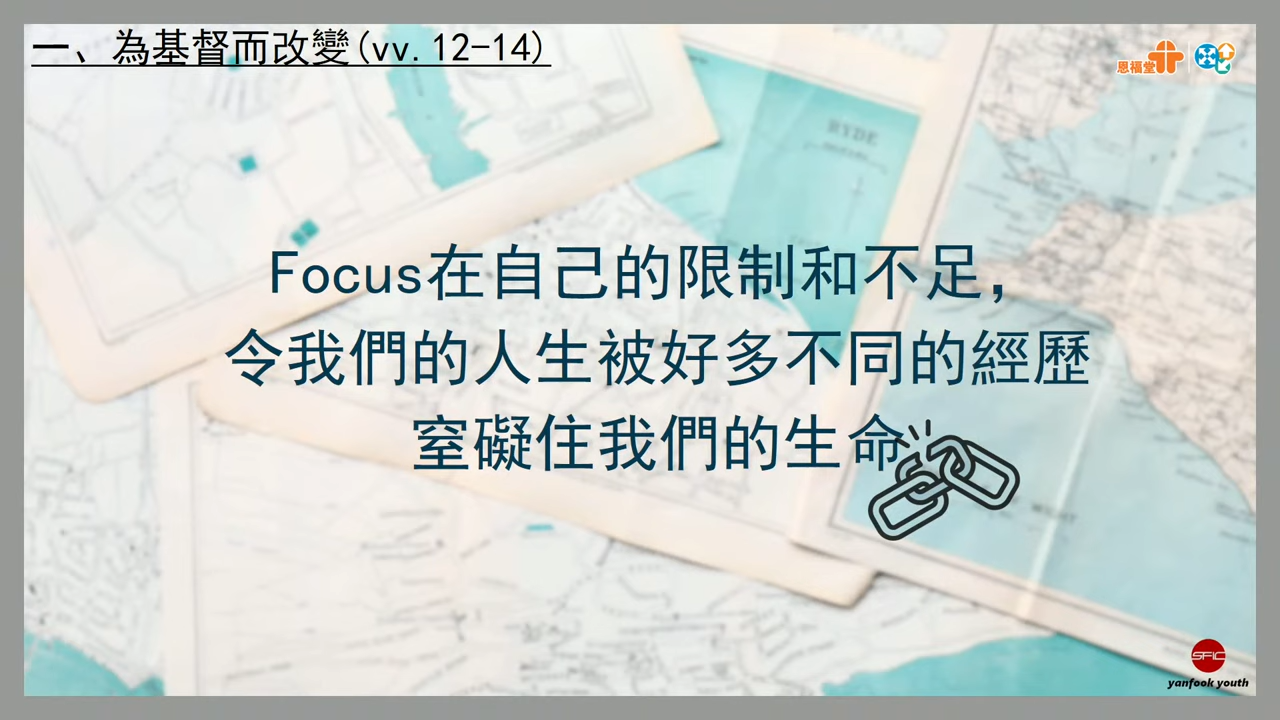 一、為基督而改變(vv.12-14)
恩福堂
RYDE
Focus在自己的限制和不足，
令我們的人生被好多不同的經歷
窒礙住我們的生命
SFIC
yanfook youth